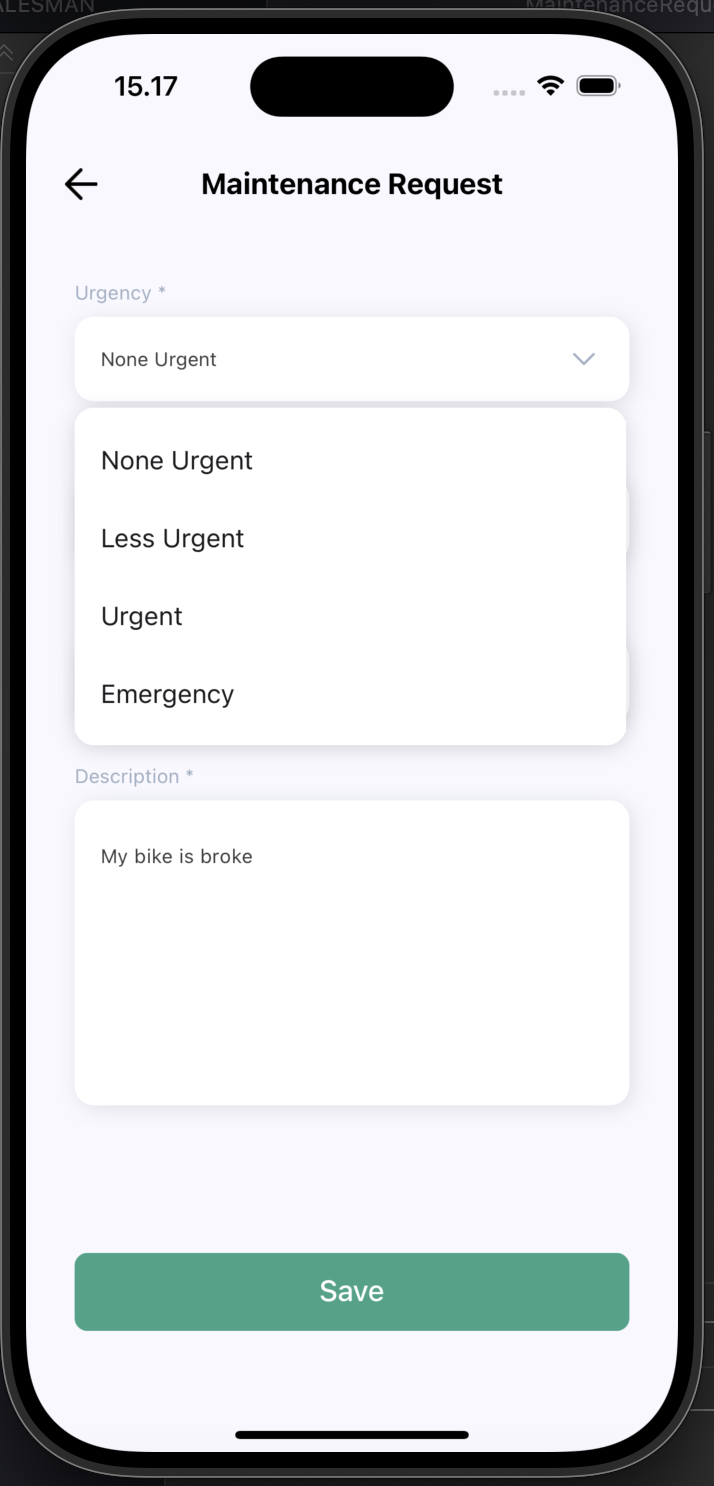 ALESMAN
MaintenanceRequ
15.17
Maintenance Request
Urgency *
None Urgent
None Urgent
Less Urgent
Urgent
Emergency
Description *
My bike is broke
Save